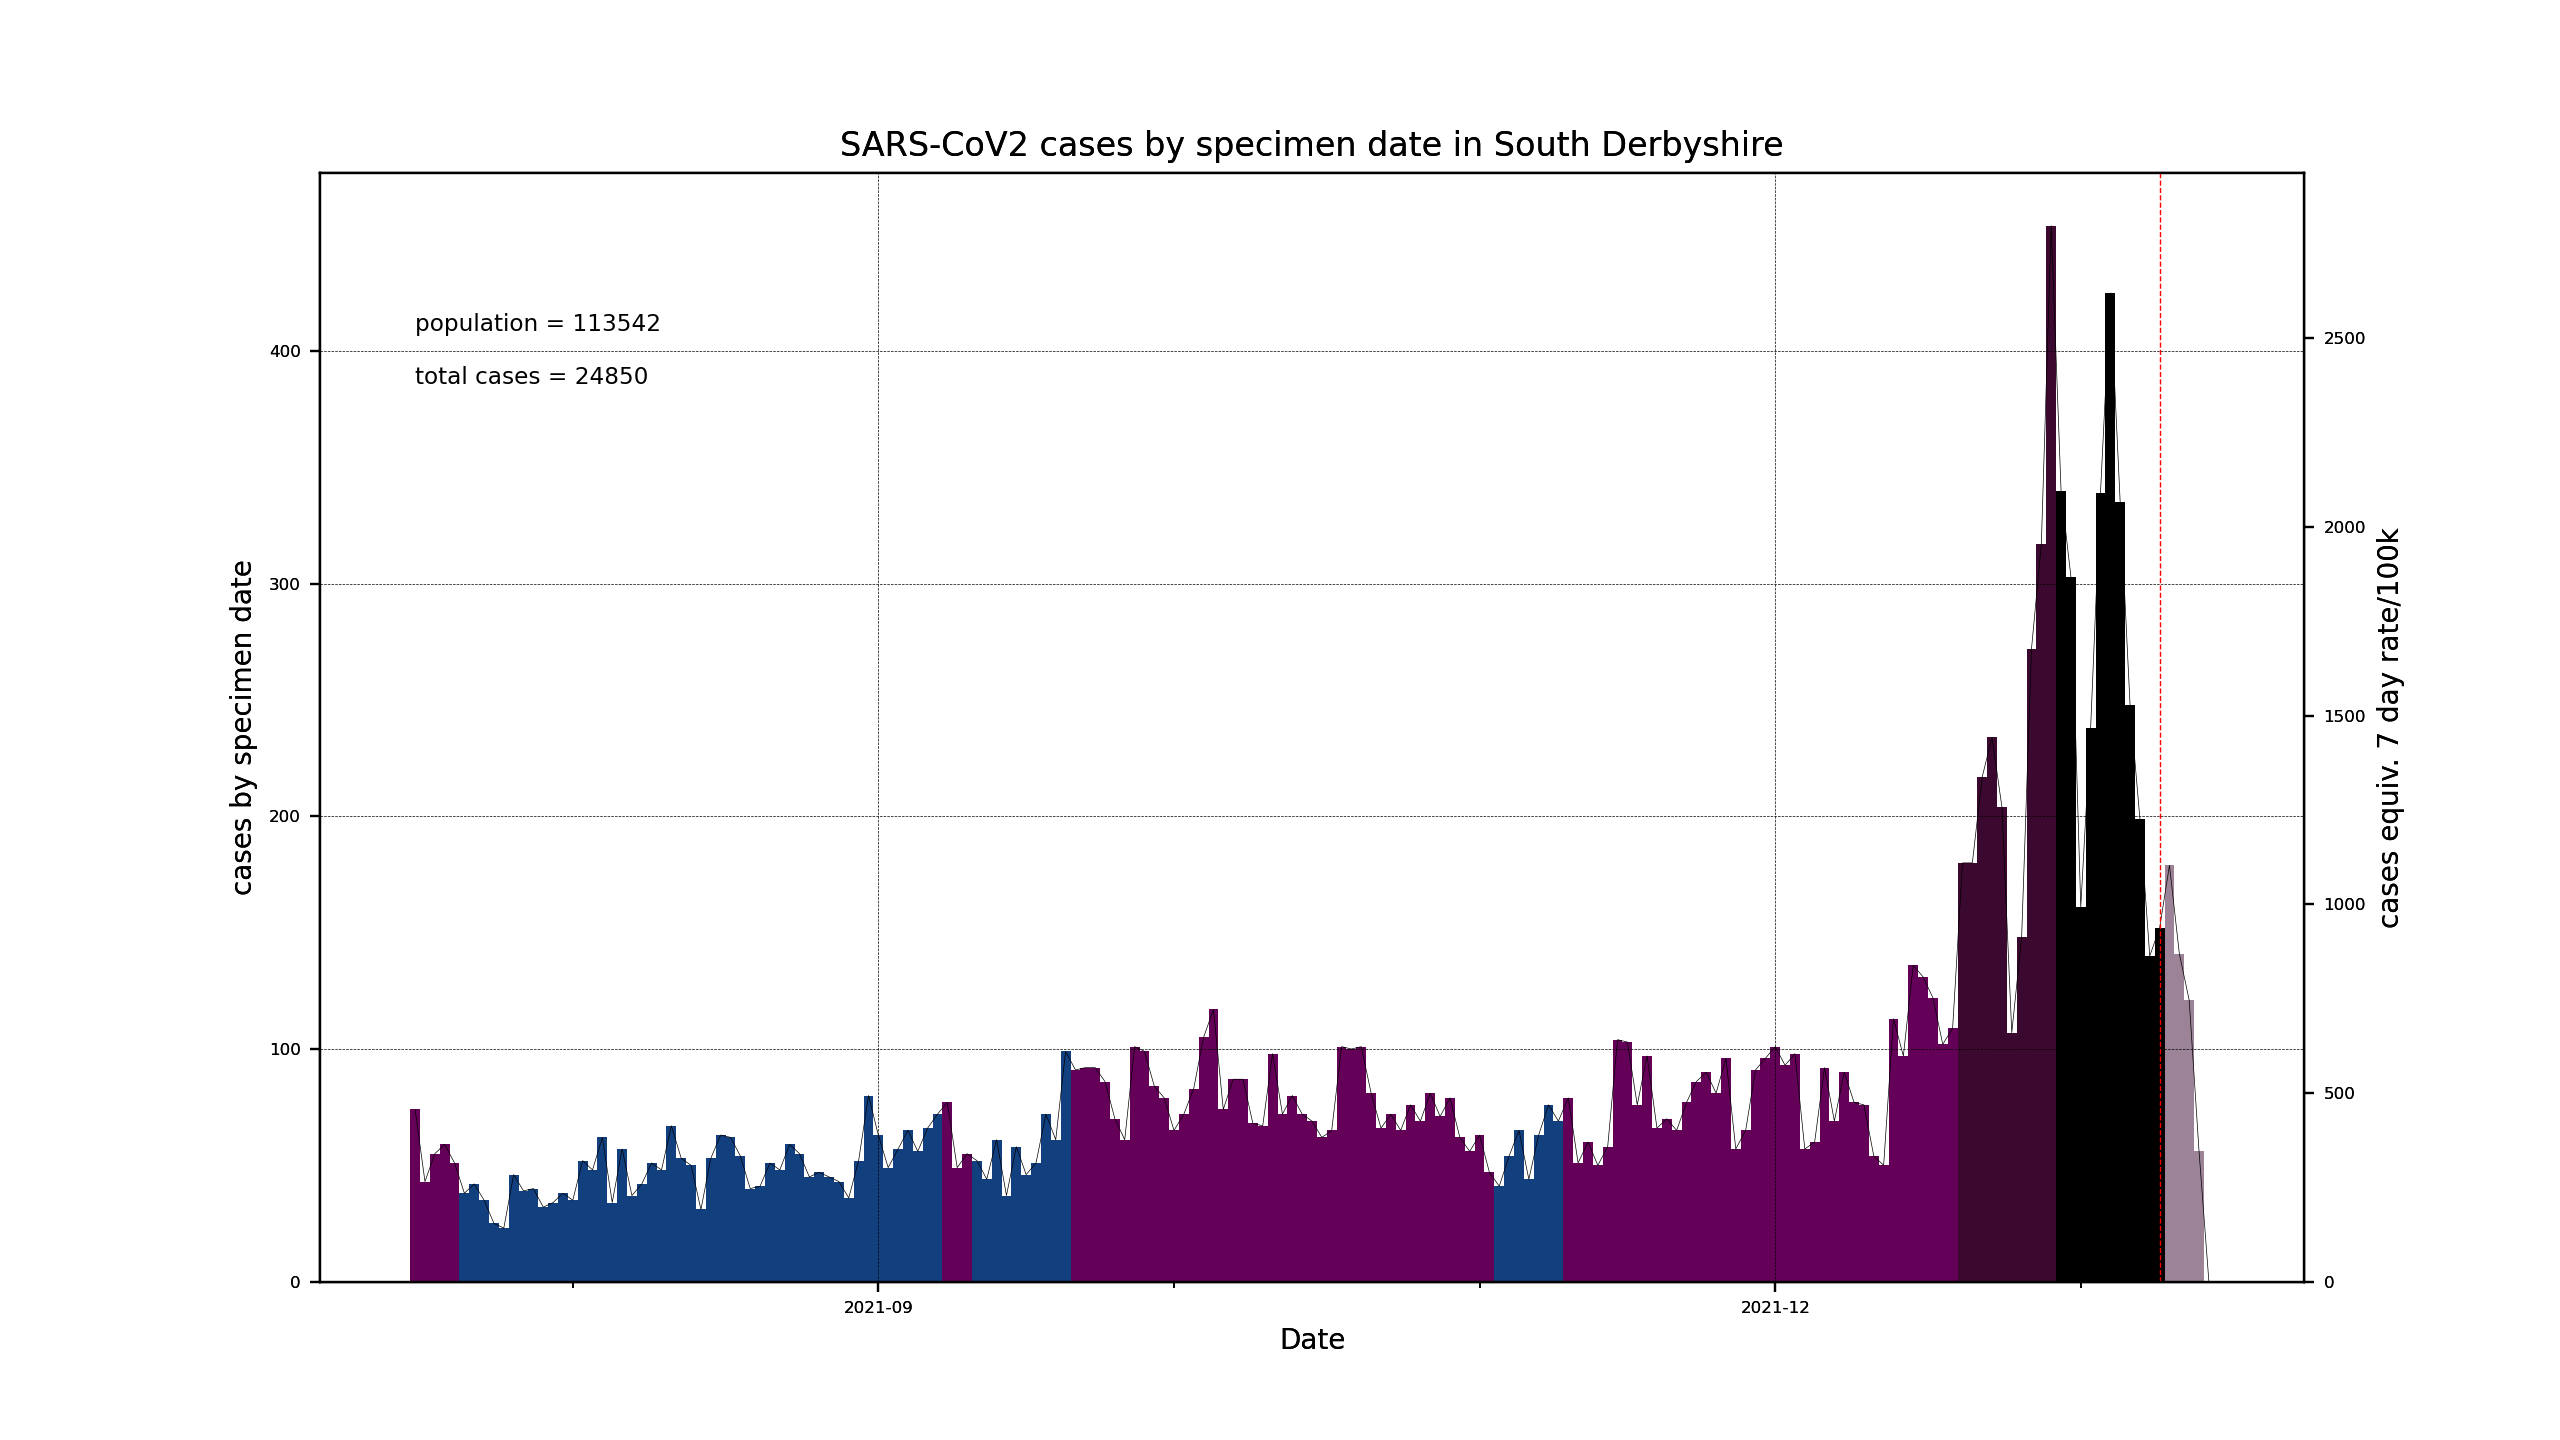 SARS-CoV2 cases by specimen date in South Derbyshire
population = 113542
total cases = 24850
cases by specimen date
400
300
200
100
0
2500
2000
1500
1000
500
0
cases equiv. 7 day rate/100k
2021-09
2021-12
Date